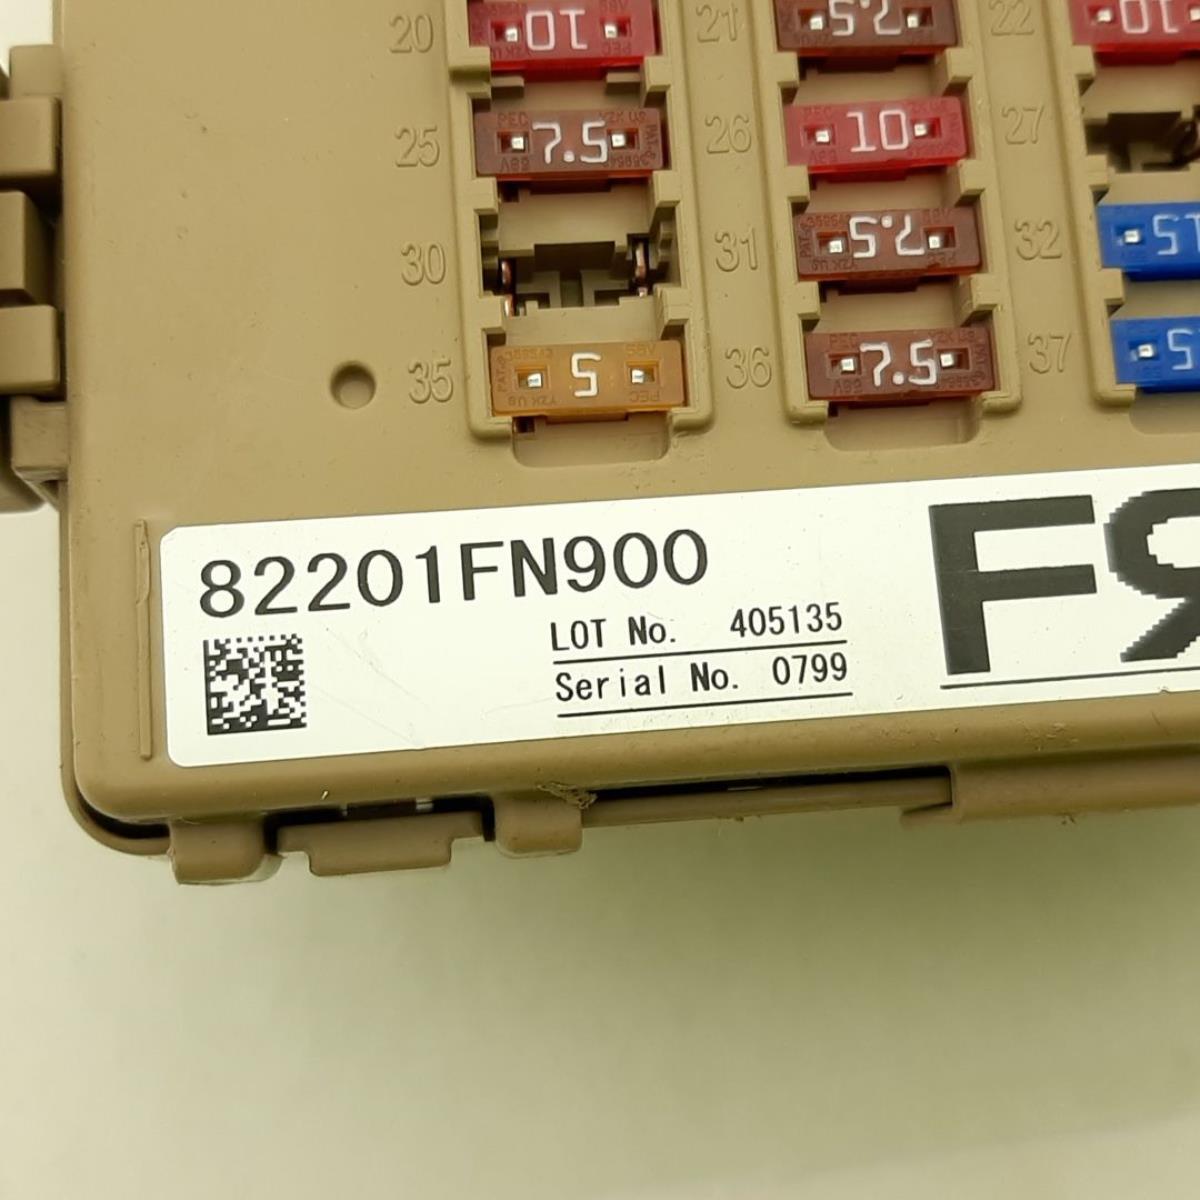 20 10 21 7.5 22 10
25 7.5 26 10 27
30 31 7.5 32 15
35 5 36 7.5 37
82201FN900
LOT No. 405135
Serial No. 0799